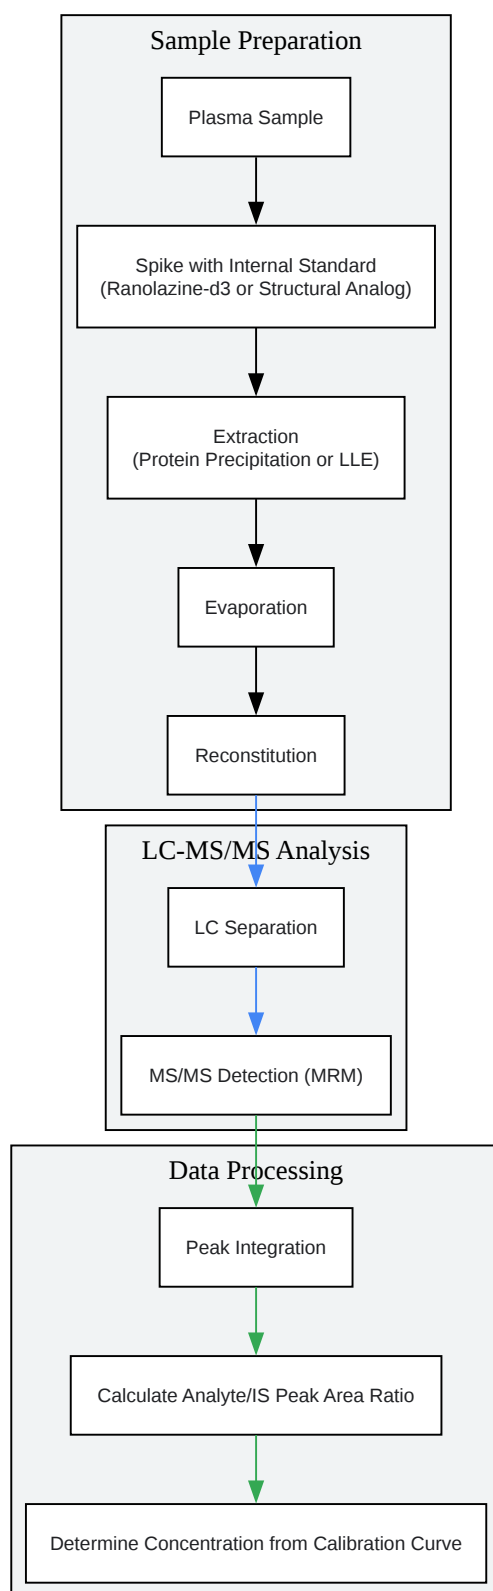 Sample Preparation
Plasma Sample
Spike with Internal Standard
(Ranolazine-d3 or Structural Analog)
Extraction
(Protein Precipitation or LLE)
Evaporation
Reconstitution
LC-MS/MS Analysis
LC Separation
MS/MS Detection (MRM)
Data Processing
Peak Integration
Calculate Analyte/IS Peak Area Ratio
Determine Concentration from Calibration Curve